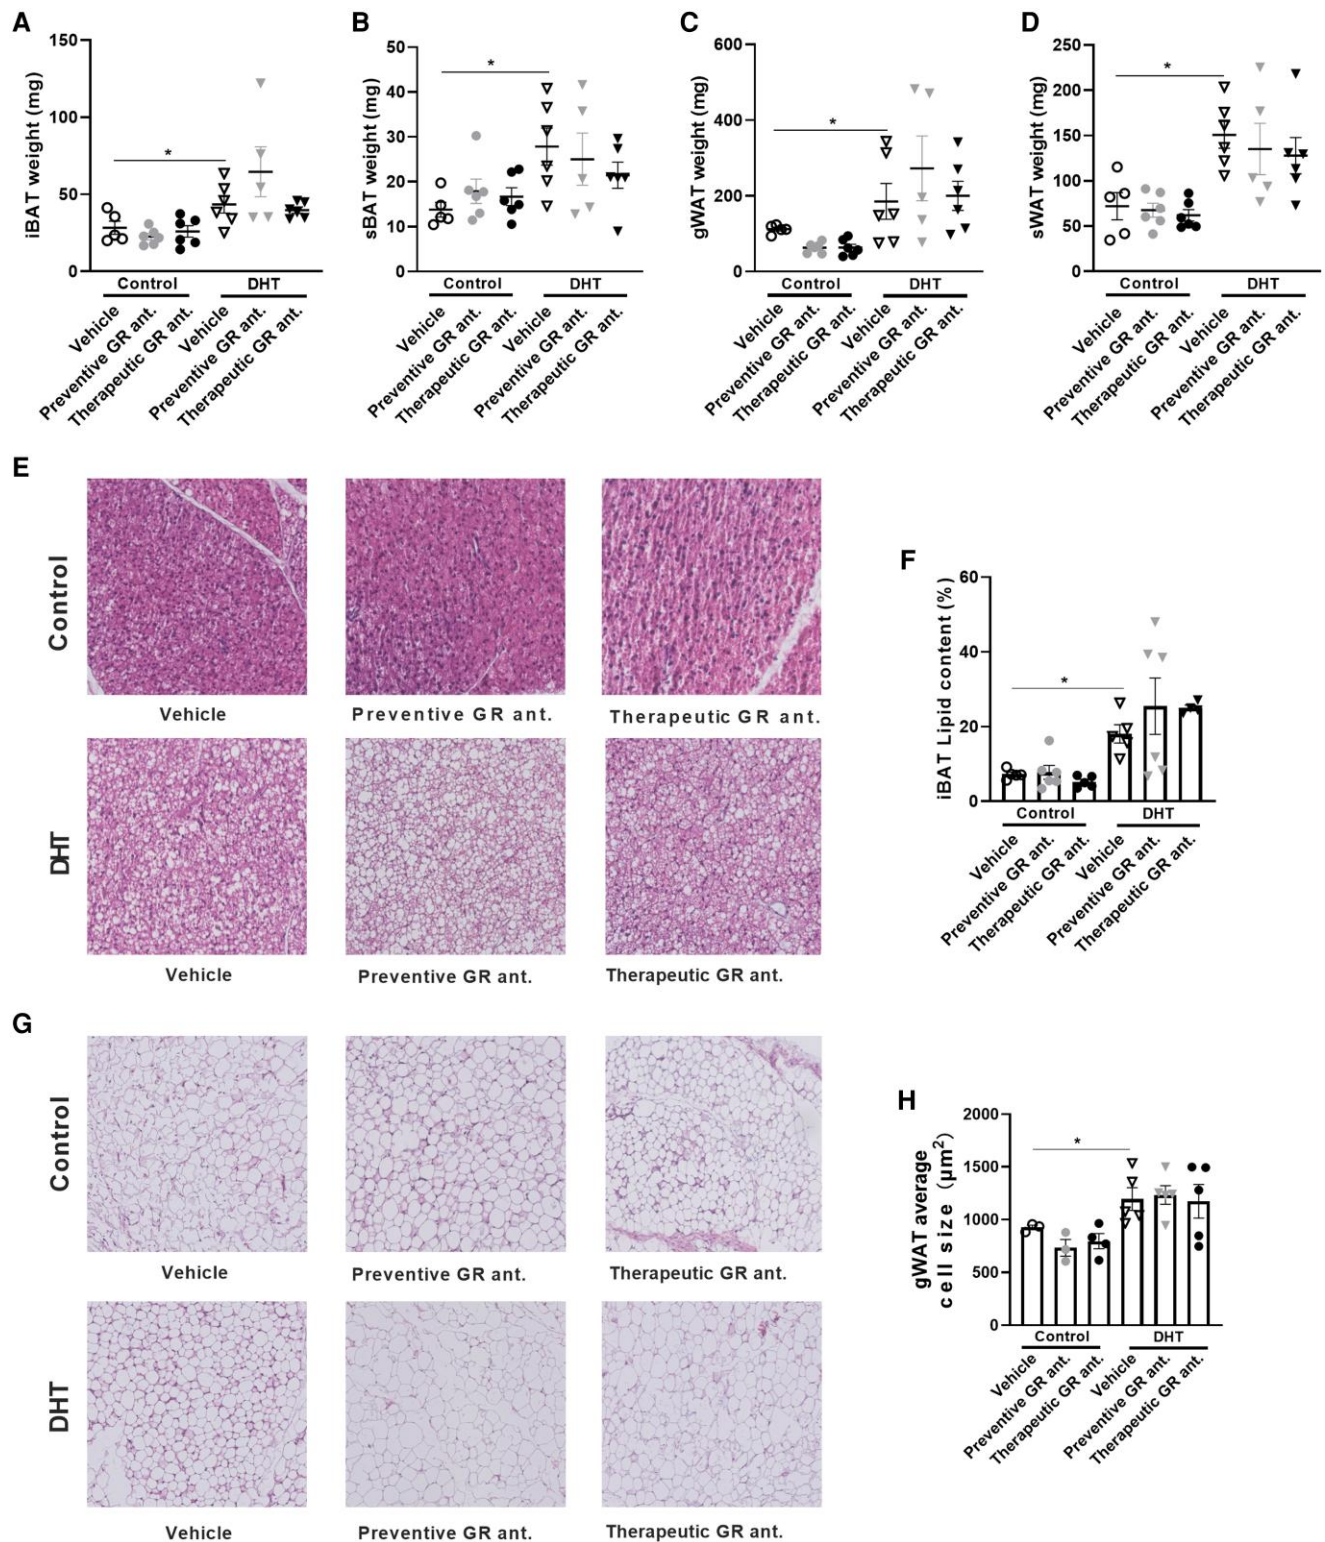 A
iBAT weight (mg)
150
100
50
0
*
Control
DHT
Vehicle
Preventive GR ant.
Therapeutic GR ant.
Vehicle
Preventive GR ant.
Therapeutic GR ant.
B
sBAT weight (mg)
50
40
30
20
10
0
*
Control
DHT
Vehicle
Preventive GR ant.
Therapeutic GR ant.
Vehicle
Preventive GR ant.
Therapeutic GR ant.
C
gWAT weight (mg)
600
400
200
0
*
Control
DHT
Vehicle
Preventive GR ant.
Therapeutic GR ant.
Vehicle
Preventive GR ant.
Therapeutic GR ant.
D
sWAT weight (mg)
250
200
150
100
50
0
*
Control
DHT
Vehicle
Preventive GR ant.
Therapeutic GR ant.
Vehicle
Preventive GR ant.
Therapeutic GR ant.
E
Control
Vehicle
Preventive GR ant.
Therapeutic GR ant.
DHT
Vehicle
Preventive GR ant.
Therapeutic GR ant.
F
iBAT Lipid content (%)
60
40
20
0
*
Control
DHT
Vehicle
Preventive GR ant.
Therapeutic GR ant.
Vehicle
Preventive GR ant.
Therapeutic GR ant.
G
Control
Vehicle
Preventive GR ant.
Therapeutic GR ant.
DHT
Vehicle
Preventive GR ant.
Therapeutic GR ant.
H
gWAT average
cell size (µm²)
2000
1500
1000
500
0
*
Control
DHT
Vehicle
Preventive GR ant.
Therapeutic GR ant.
Vehicle
Preventive GR ant.
Therapeutic GR ant.